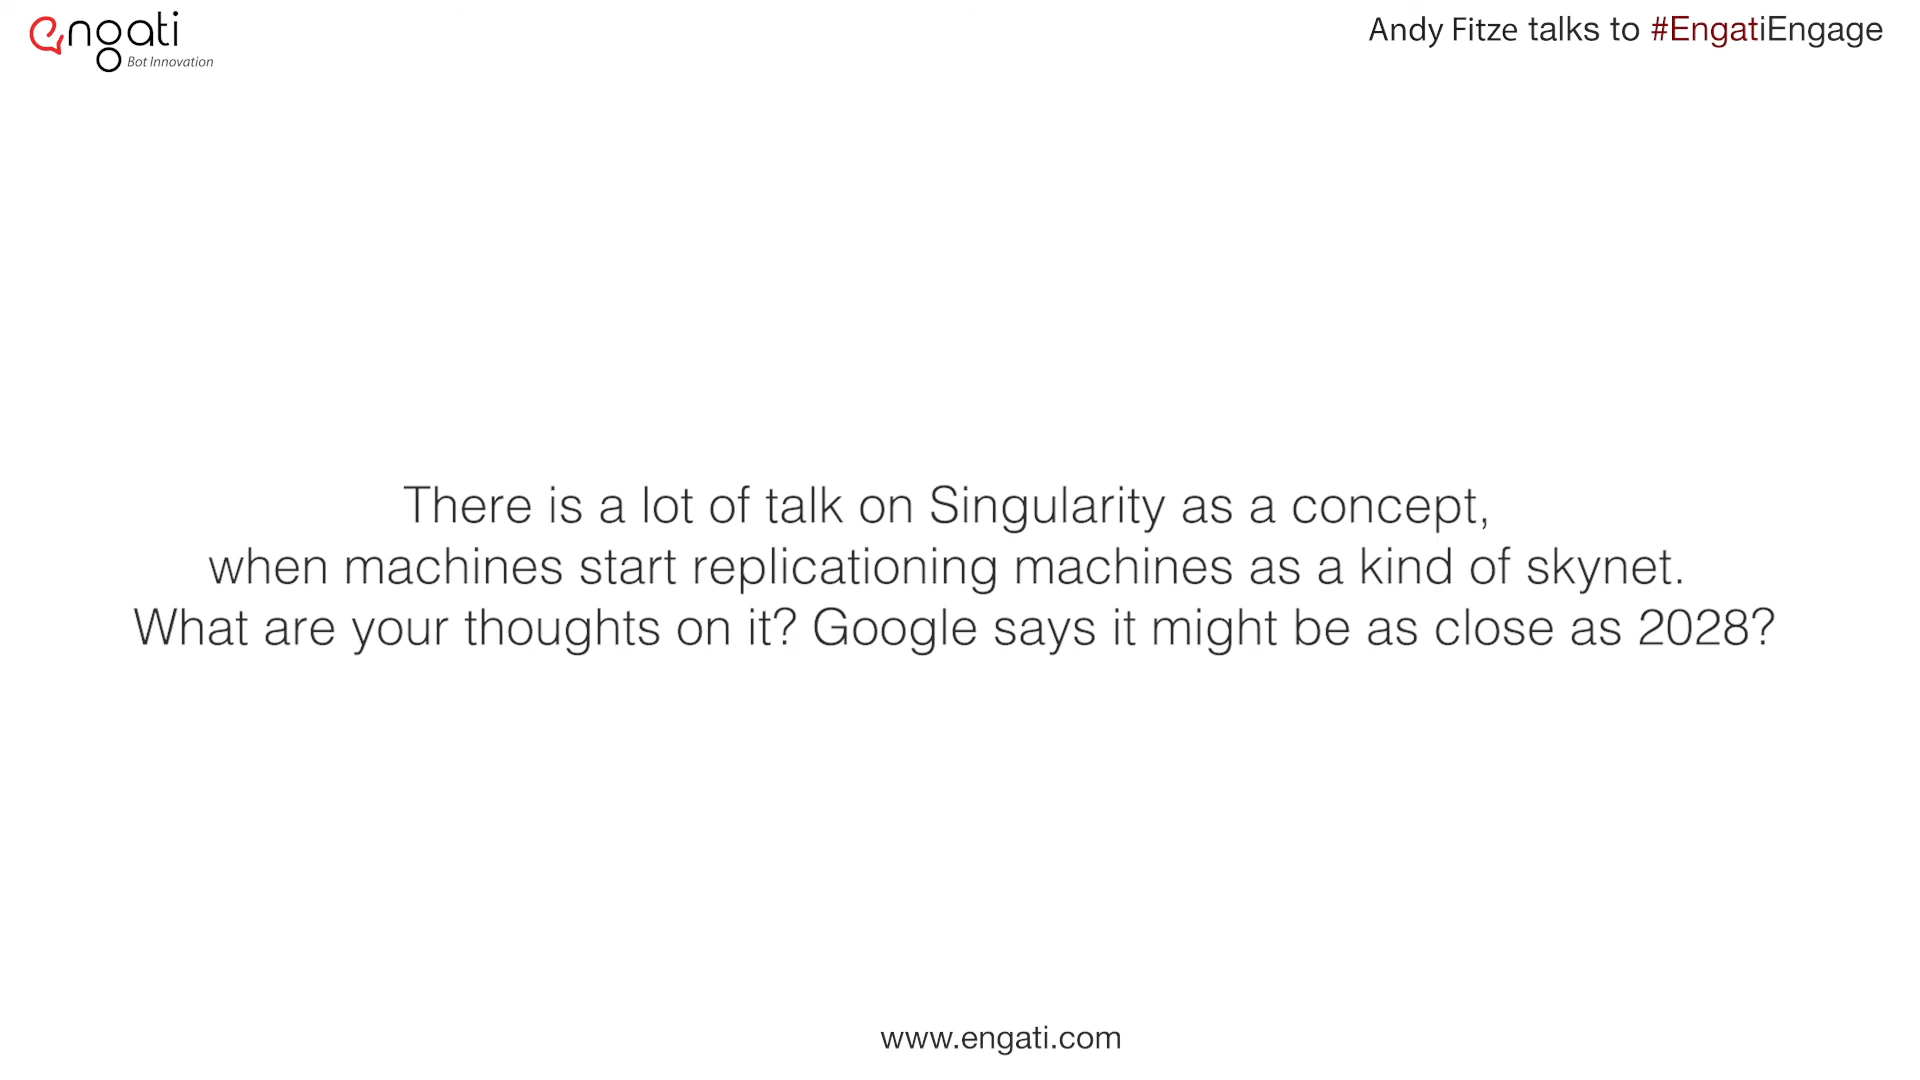 engati
Bot Innovation
Andy Fitze talks to #EngatiEngage
There is a lot of talk on Singularity as a concept,
when machines start replicationing machines as a kind of skynet.
What are your thoughts on it? Google says it might be as close as 2028?
www.engati.com